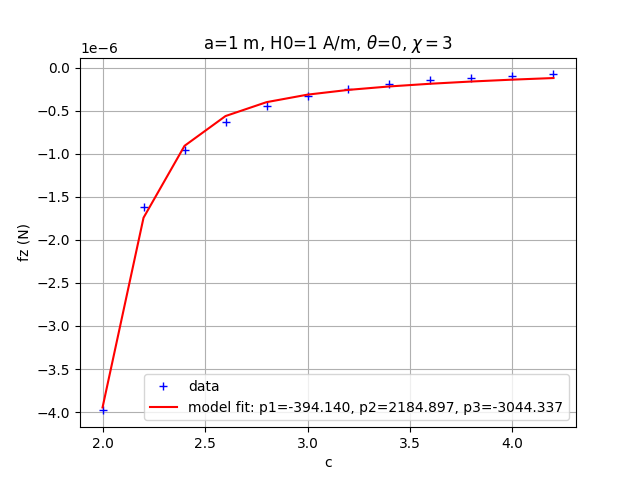 a=1 m, H0=1 A/m, θ=0, χ = 3
1e−6
0.0
−0.5
−1.0
−1.5
−2.0
−2.5
−3.0
−3.5
−4.0
fz (N)
data
model fit: p1=-394.140, p2=2184.897, p3=-3044.337
2.0 2.5 3.0 3.5 4.0
c